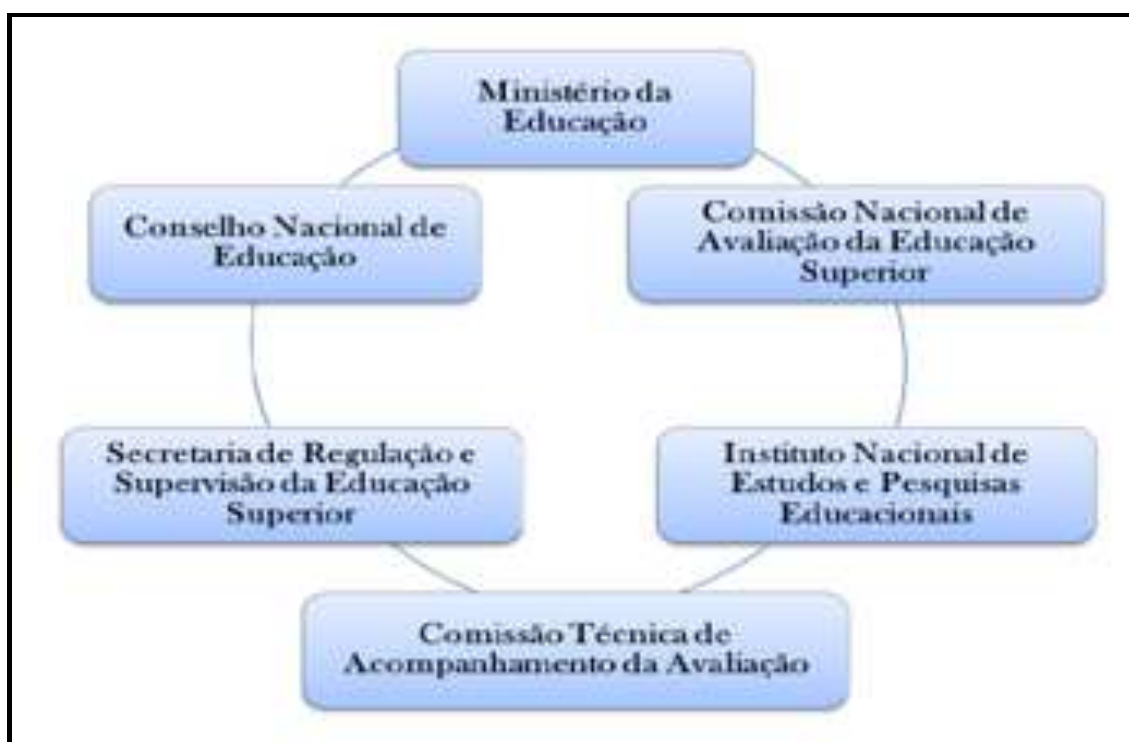 Ministério da
Educação
Conselho Nacional de
Educação
Comissão Nacional de
Avaliação da Educação
Superior
Secretaria de Regulação e
Supervisão da Educação
Superior
Instituto Nacional de
Estudos e Pesquisas
Educacionais
Comissão Técnica de
Acompanhamento da Avaliação